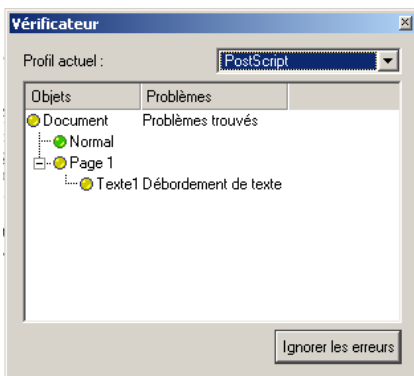 Vérificateur
Profil actuel : PostScript
Objets Problèmes
Document Problèmes trouvés
Normal
Page 1
Texte1 Débordement de texte
Ignorer les erreurs